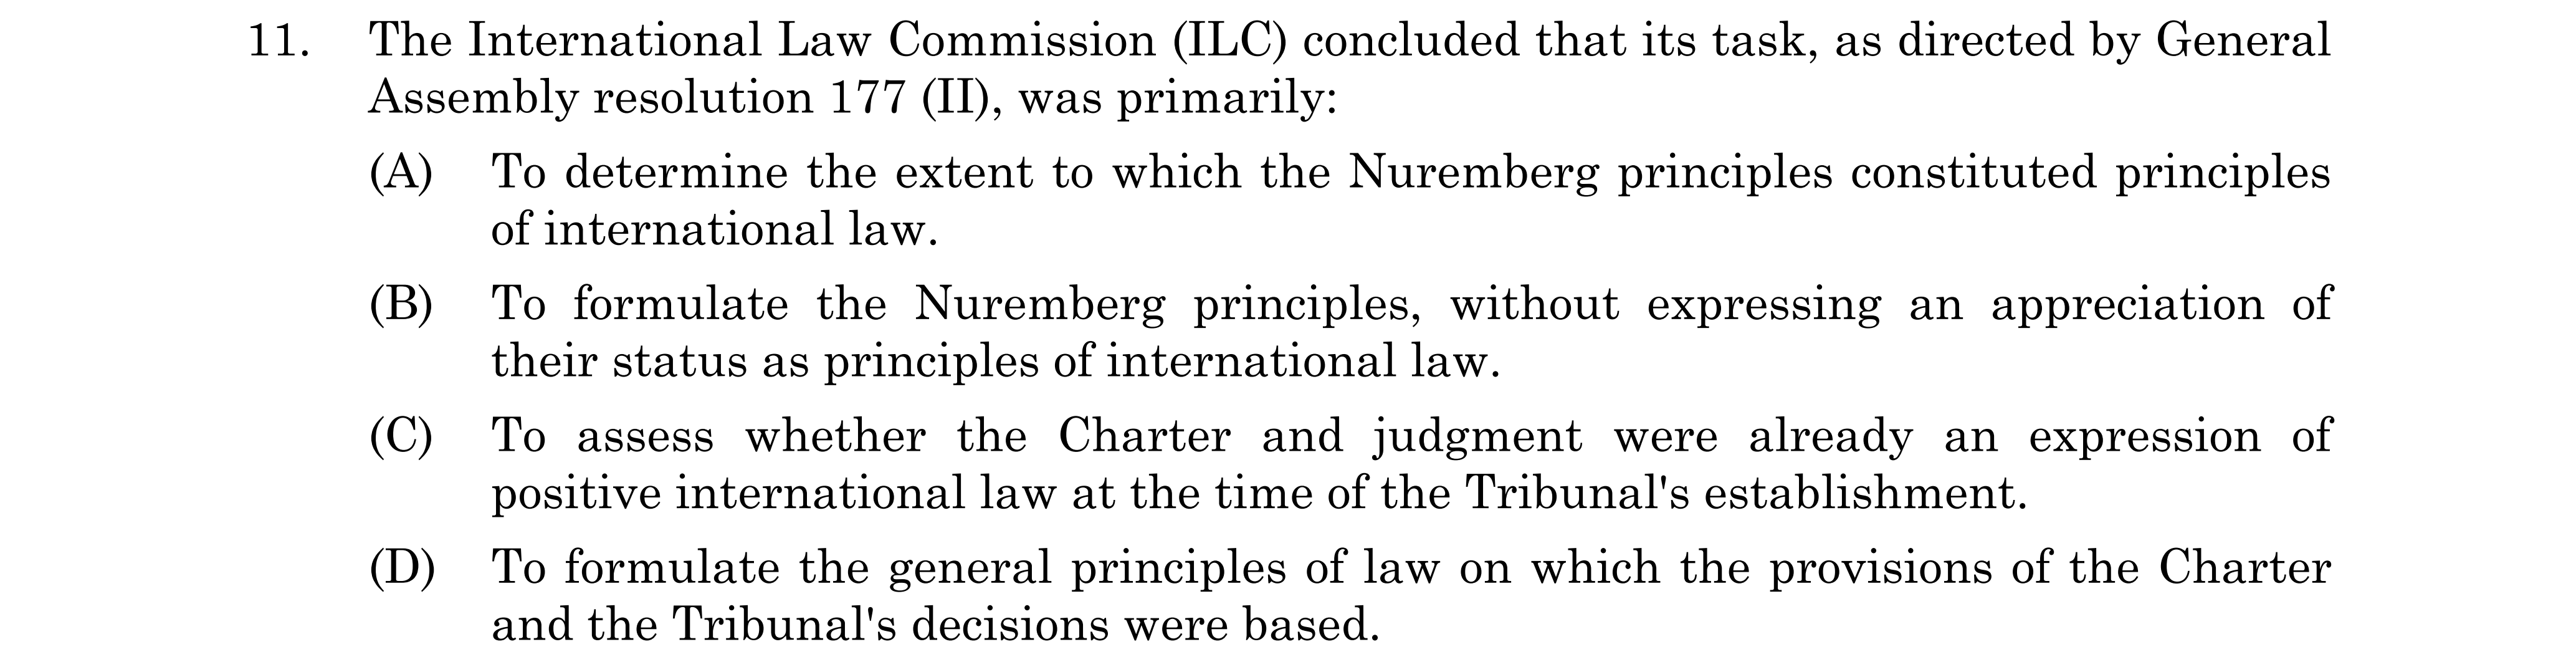 11. The International Law Commission (ILC) concluded that its task, as directed by General
Assembly resolution 177 (II), was primarily:
(A) To determine the extent to which the Nuremberg principles constituted principles
of international law.
(B) To formulate the Nuremberg principles, without expressing an appreciation of
their status as principles of international law.
(C) To assess whether the Charter and judgment were already an expression of
positive international law at the time of the Tribunal's establishment.
(D) To formulate the general principles of law on which the provisions of the Charter
and the Tribunal's decisions were based.